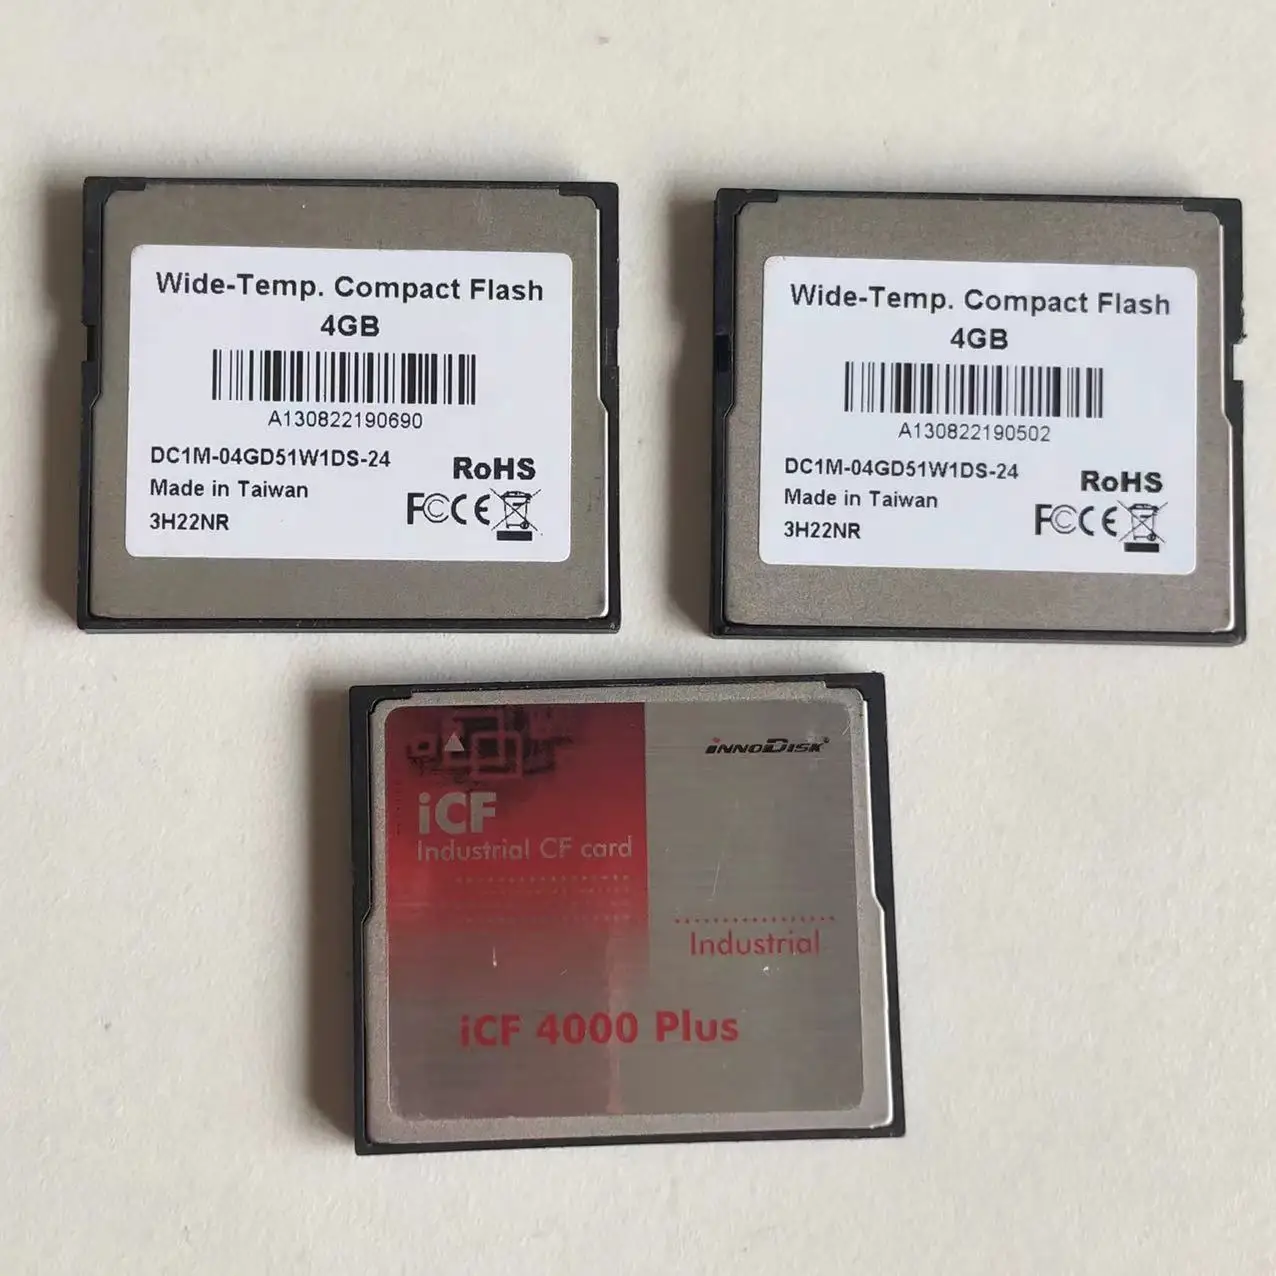 Wide-Temp. Compact Flash
4GB
A130822190690
DC1M-04GD51W1DS-24
Made in Taiwan
3H22NR
RoHS
FC CE
Wide-Temp. Compact Flash
4GB
A130822190502
DC1M-04GD51W1DS-24
Made in Taiwan
3H22NR
RoHS
FC CE
iNNODISK®
iCF
Industrial CF card
Industrial
iCF 4000 Plus